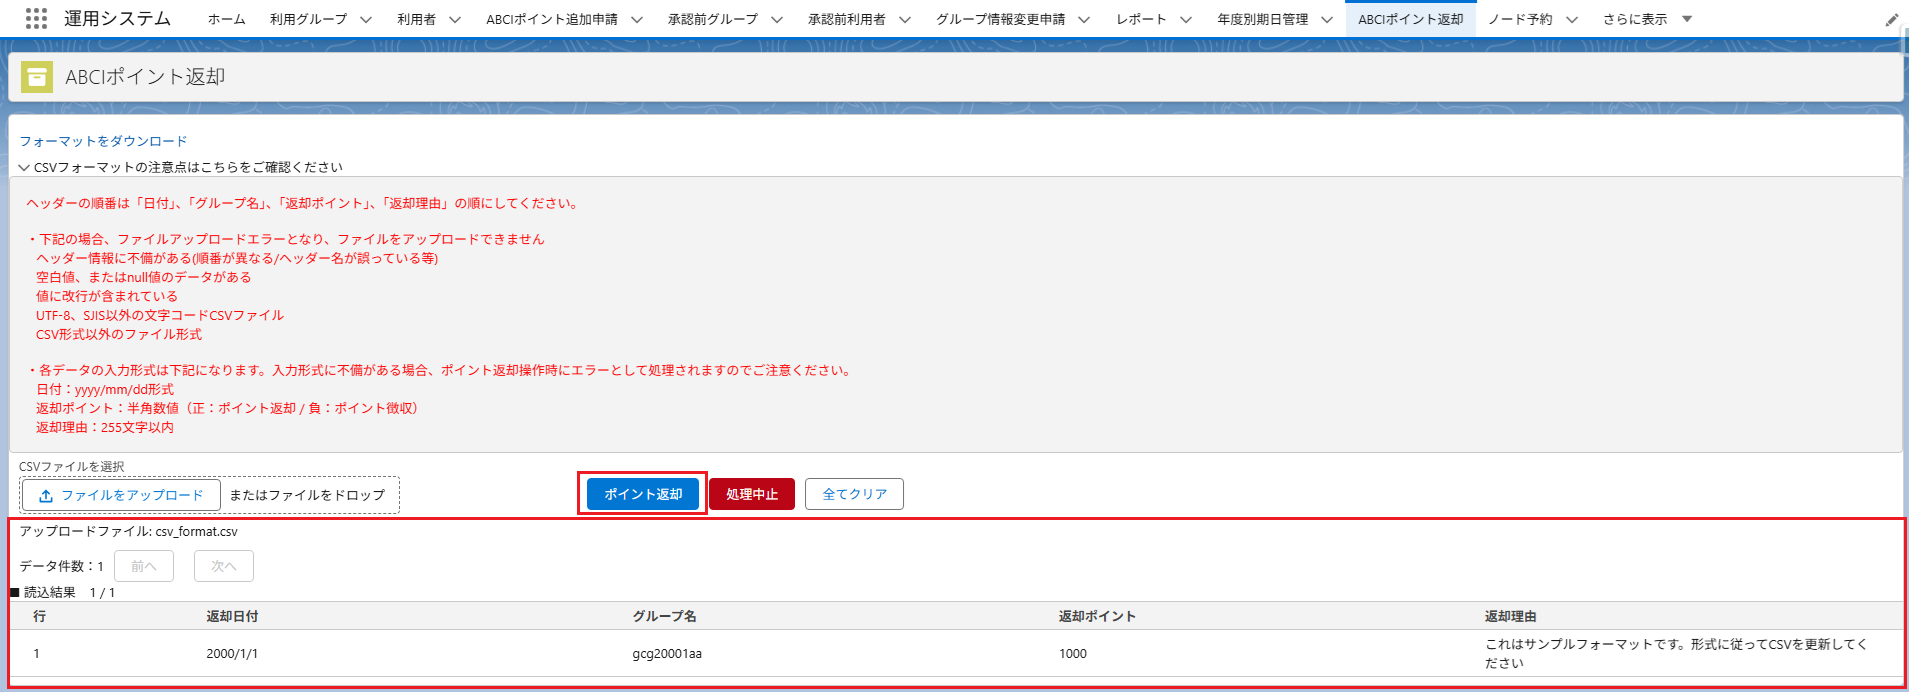 運用システム ホーム 利用グループ 利用者 ABCIポイント追加申請 承認前グループ 承認前利用者 グループ情報変更申請 レポート 年度別期日管理 ABCIポイント返却 ノード予約 さらに表示
ABCIポイント返却
フォーマットをダウンロード
CSVフォーマットの注意点はこちらをご確認ください
ヘッダーの順番は「日付」、「グループ名」、「返却ポイント」、「返却理由」の順にしてください。
・下記の場合、ファイルアップロードエラーとなり、ファイルをアップロードできません
ヘッダー情報に不備がある(順番が異なる/ヘッダー名が誤っている等)
空白値、またはnull値のデータがある
値に改行が含まれている
UTF-8、SJIS以外の文字コードCSVファイル
CSV形式以外のファイル形式
・各データの入力形式は下記になります。入力形式に不備がある場合、ポイント返却操作時にエラーとして処理されますのでご注意ください。
日付：yyyy/mm/dd形式
返却ポイント：半角数値（正：ポイント返却 / 負：ポイント徴収）
返却理由：255文字以内
CSVファイルを選択
ファイルをアップロード またはファイルをドロップ ポイント返却 処理中止 全てクリア
アップロードファイル: csv_format.csv
データ件数：1 前へ 次へ
■ 読込結果 1 / 1
行 返却日付 グループ名 返却ポイント 返却理由
1 2000/1/1 gcg20001aa 1000 これはサンプルフォーマットです。形式に従ってCSVを更新してく
ださい